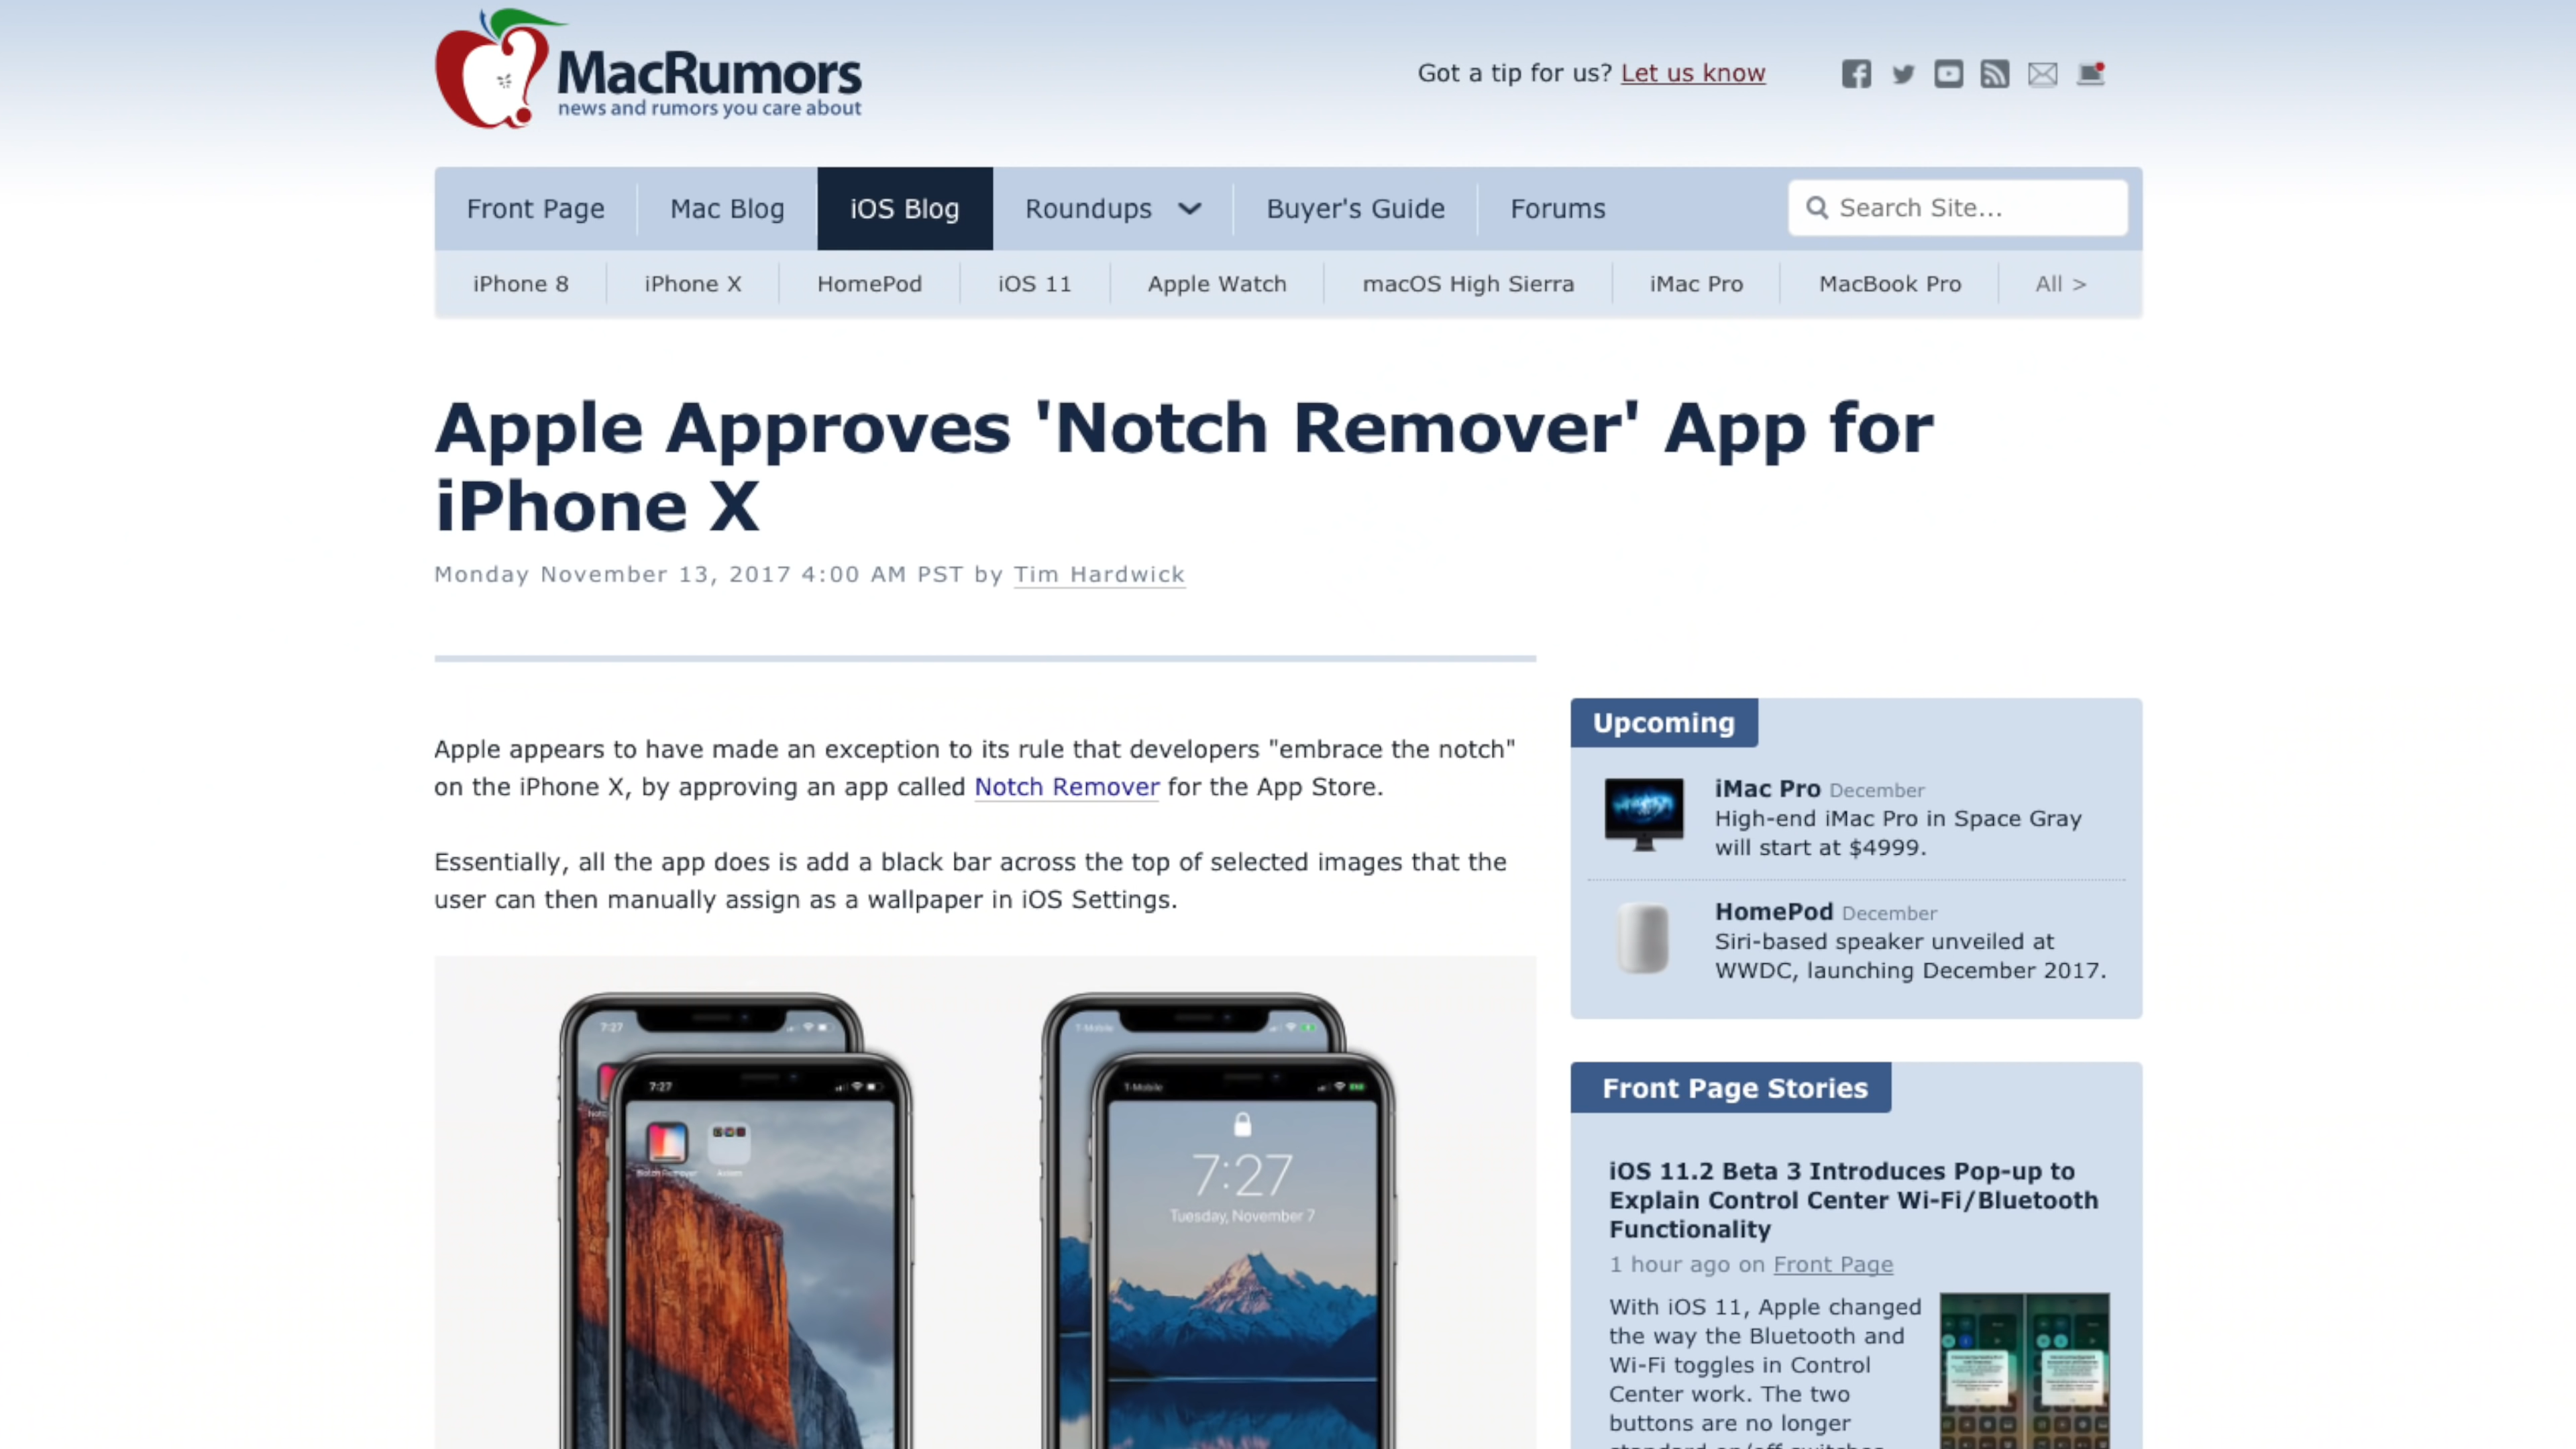 MacRumors
news and rumors you care about
Got a tip for us? Let us know
Front Page
Mac Blog
iOS Blog
Roundups
Buyer's Guide
Forums
Search Site...
iPhone 8
iPhone X
HomePod
iOS 11
Apple Watch
macOS High Sierra
iMac Pro
MacBook Pro
All >
Apple Approves 'Notch Remover' App for
iPhone X
Monday November 13, 2017 4:00 AM PST by Tim Hardwick
Apple appears to have made an exception to its rule that developers "embrace the notch"
on the iPhone X, by approving an app called Notch Remover for the App Store.
Essentially, all the app does is add a black bar across the top of selected images that the
user can then manually assign as a wallpaper in iOS Settings.
7:27
7:27
Notch Remover
T-Mobile
T-Mobile
7:27
Tuesday, November 7
Upcoming
iMac Pro December
High-end iMac Pro in Space Gray
will start at $4999.
HomePod December
Siri-based speaker unveiled at
WWDC, launching December 2017.
Front Page Stories
iOS 11.2 Beta 3 Introduces Pop-up to
Explain Control Center Wi-Fi/Bluetooth
Functionality
1 hour ago on Front Page
With iOS 11, Apple changed
the way the Bluetooth and
Wi-Fi toggles in Control
Center work. The two
buttons are no longer
standard on/off switches